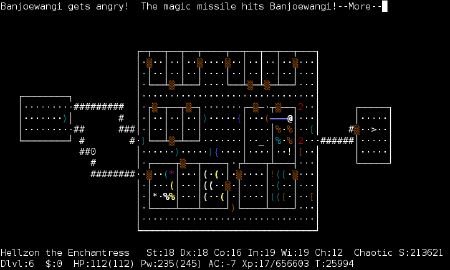 Banjoewangi gets angry!  The magic missile hits Banjoewangi!--More--
Hellzon the Enchantress   St:18 Dx:18 Co:16 In:19 Wi:19 Ch:12  Chaotic S:213621
Dlvl:6  $:0  HP:112(112) Pw:235(245) AC:-7 Xp:17/656603 T:25994